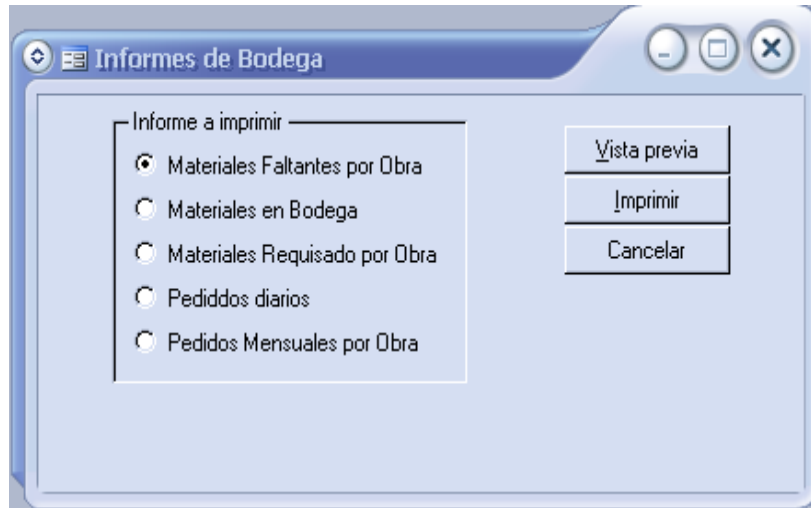 Informes de Bodega
Informe a imprimir
Materiales Faltantes por Obra
Materiales en Bodega
Materiales Requisado por Obra
Pediddos diarios
Pedidos Mensuales por Obra
Vista previa
Imprimir
Cancelar